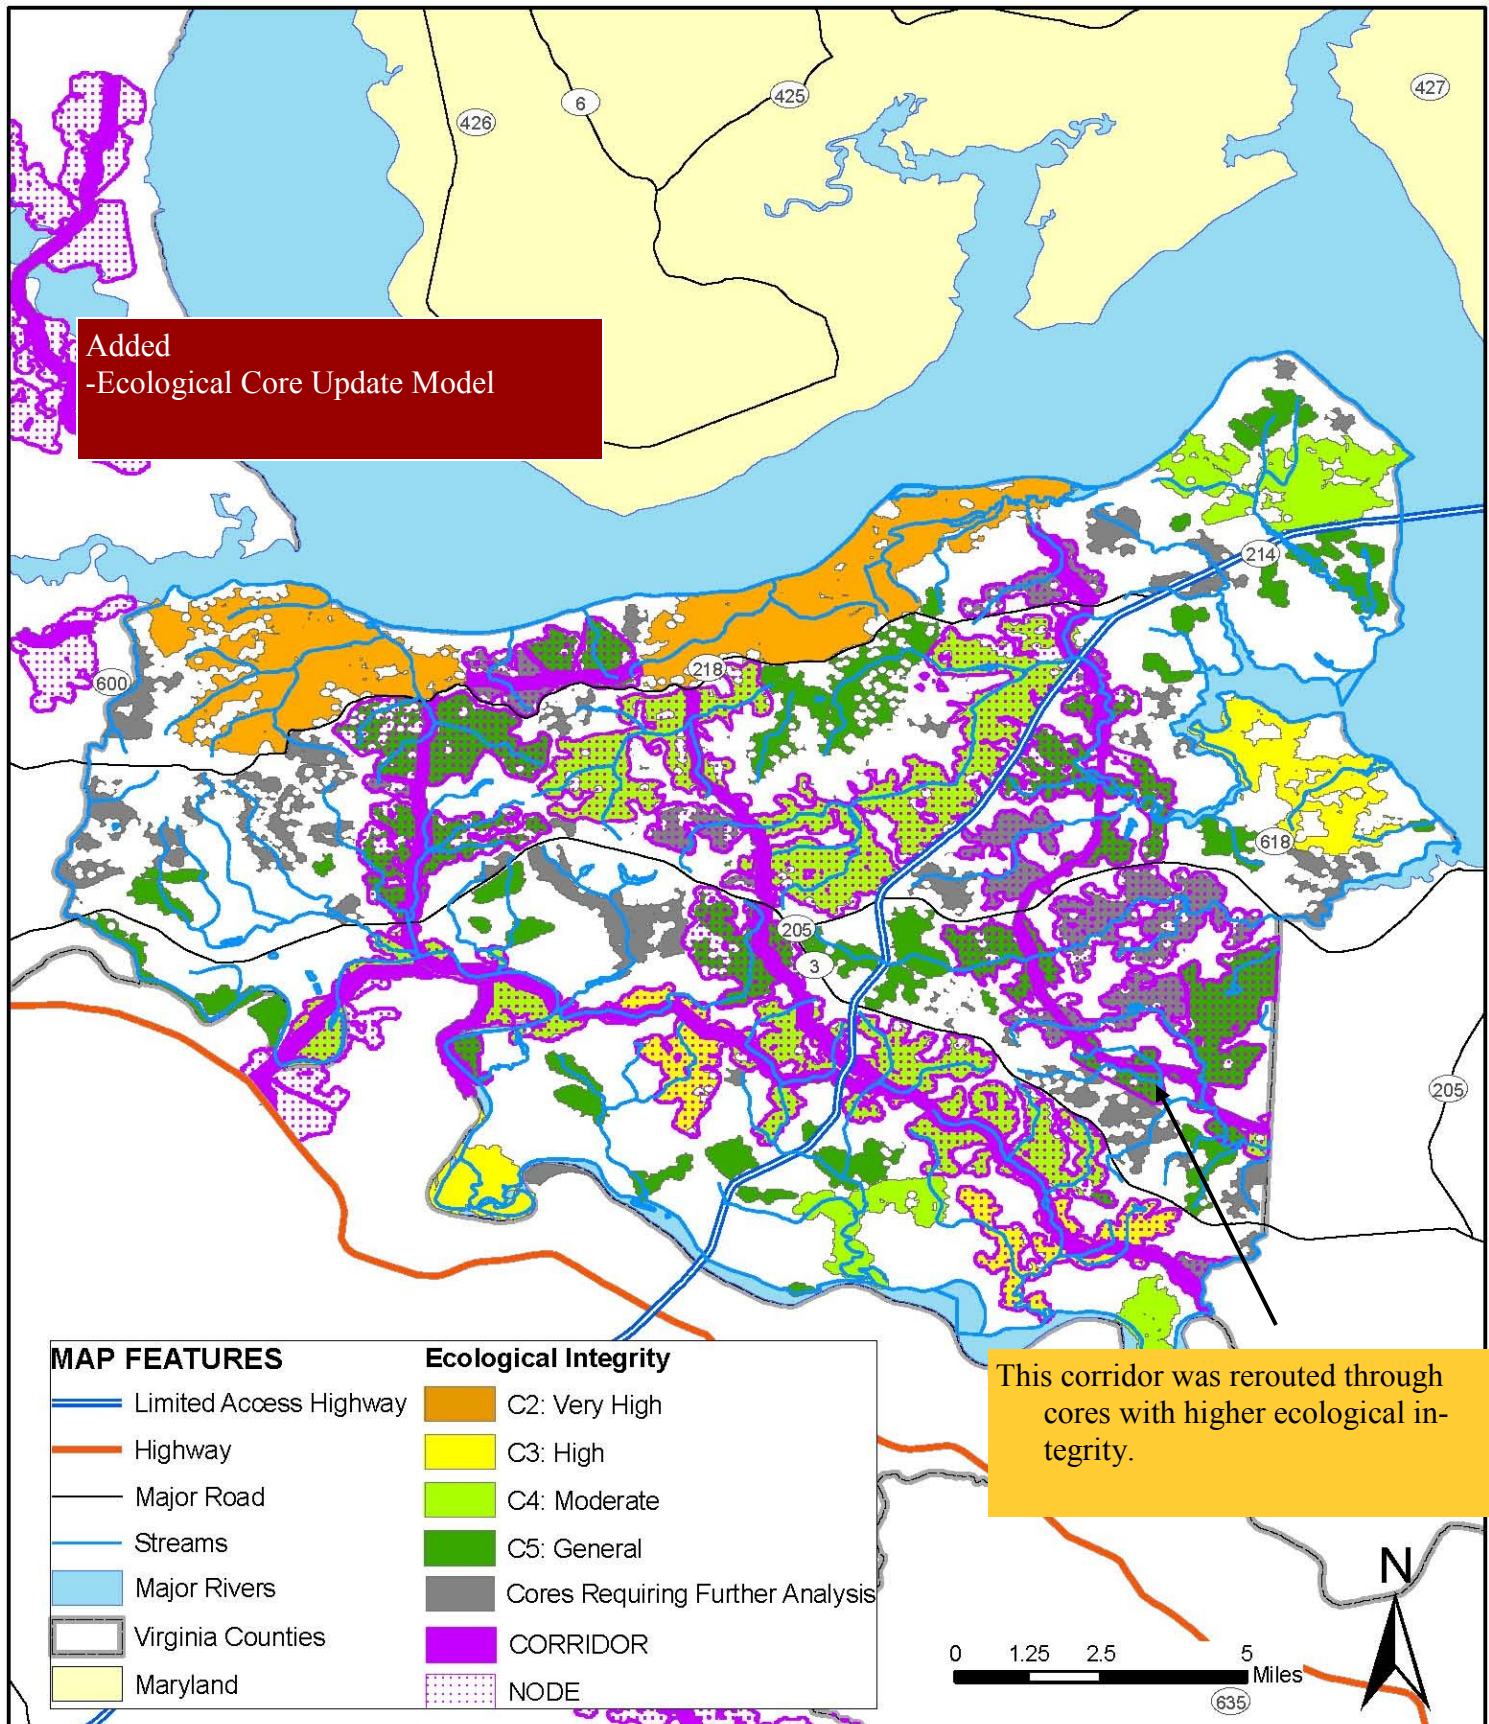 427
6
425
426
Added
-Ecological Core Update Model
214
218
600
618
205
3
205
This corridor was rerouted through
cores with higher ecological in-
tegrity.
MAP FEATURES
Limited Access Highway
Highway
Major Road
Streams
Major Rivers
Virginia Counties
Maryland
Ecological Integrity
C2: Very High
C3: High
C4: Moderate
C5: General
Cores Requiring Further Analysis
CORRIDOR
NODE
N
0 1.25 2.5 5
Miles
635